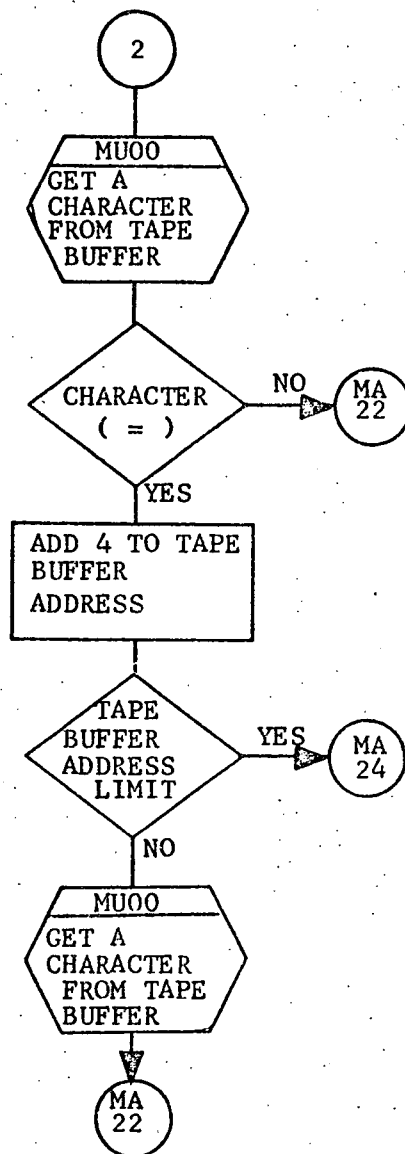 2
MU00
GET A
CHARACTER
FROM TAPE
BUFFER
CHARACTER
( = )
NO
MA
22
YES
ADD 4 TO TAPE
BUFFER
ADDRESS
TAPE
BUFFER
ADDRESS
LIMIT
YES
MA
24
NO
MU00
GET A
CHARACTER
FROM TAPE
BUFFER
MA
22